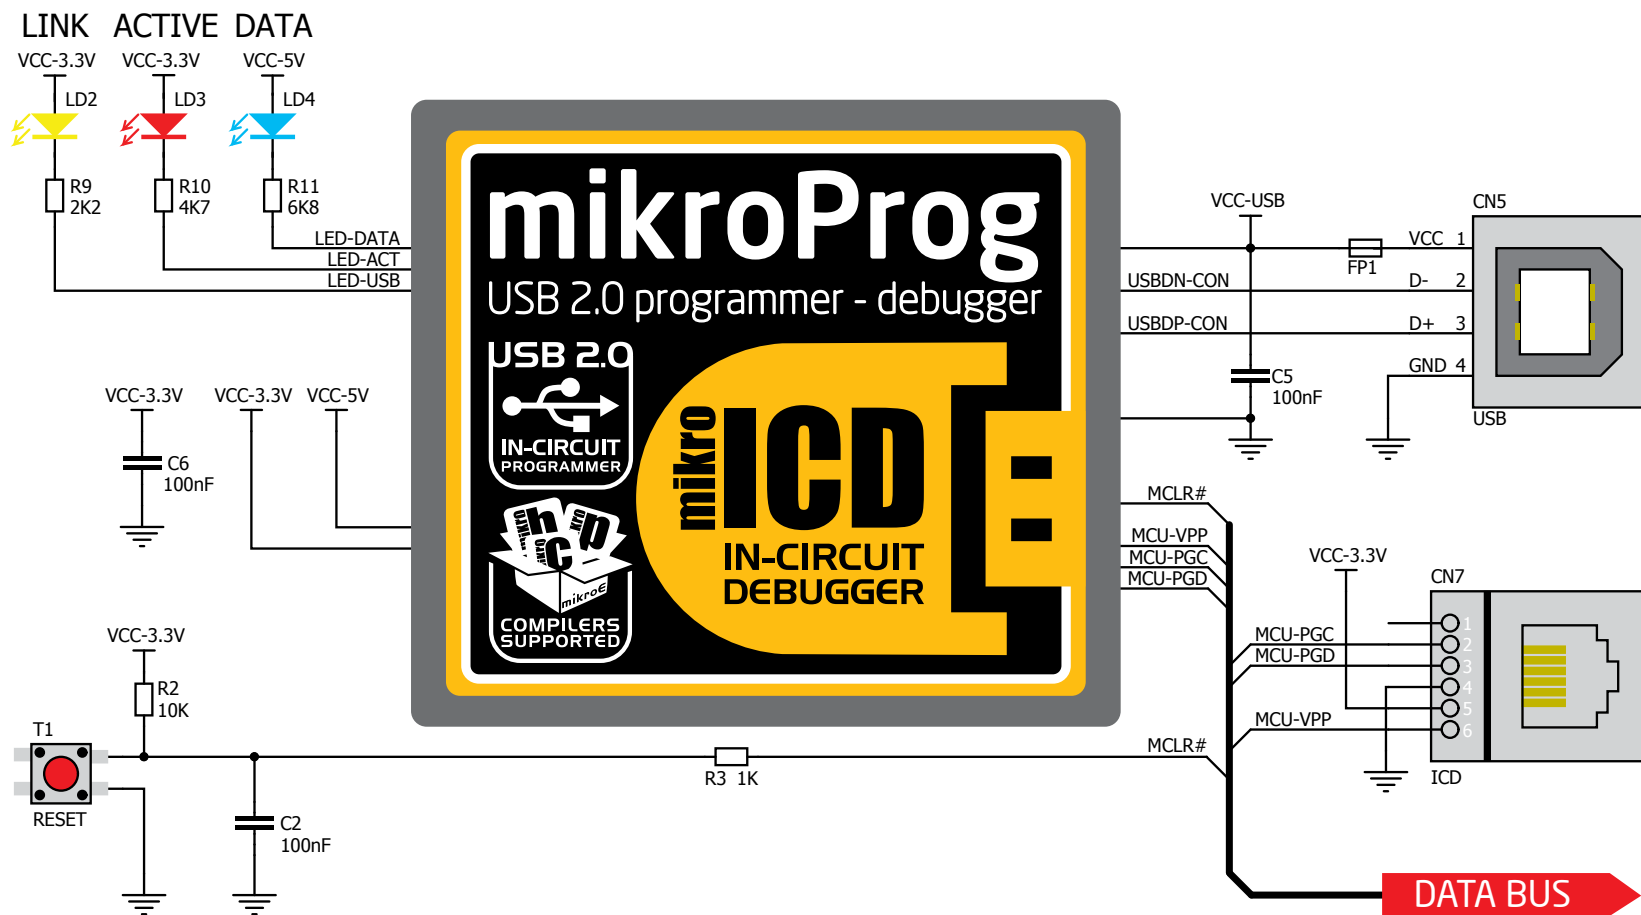 LINK ACTIVE DATA
VCC-3.3V VCC-3.3V VCC-5V
LD2 LD3 LD4
R9 R10 R11
2K2 4K7 6K8
LED-DATA
LED-ACT
LED-USB
VCC-3.3V VCC-3.3V VCC-5V
C6
100nF
VCC-3.3V
R2
10K
T1
RESET
C2
100nF
R3 1K
MCLR#
mikroProg
USB 2.0 programmer - debugger
USB 2.0
IN-CIRCUIT
PROGRAMMER
mikro
h
mikro
p
mikro
C
mikroE
COMPILERS
SUPPORTED
mikro
ICD
IN-CIRCUIT
DEBUGGER
VCC-USB
CN5
FP1
VCC 1
USBDN-CON D- 2
USBDP-CON D+ 3
GND 4
C5
100nF
USB
MCLR#
MCU-VPP
MCU-PGC
MCU-PGD
VCC-3.3V
CN7
1
MCU-PGC 2
MCU-PGD 3
4
5
MCU-VPP 6
ICD
DATA BUS